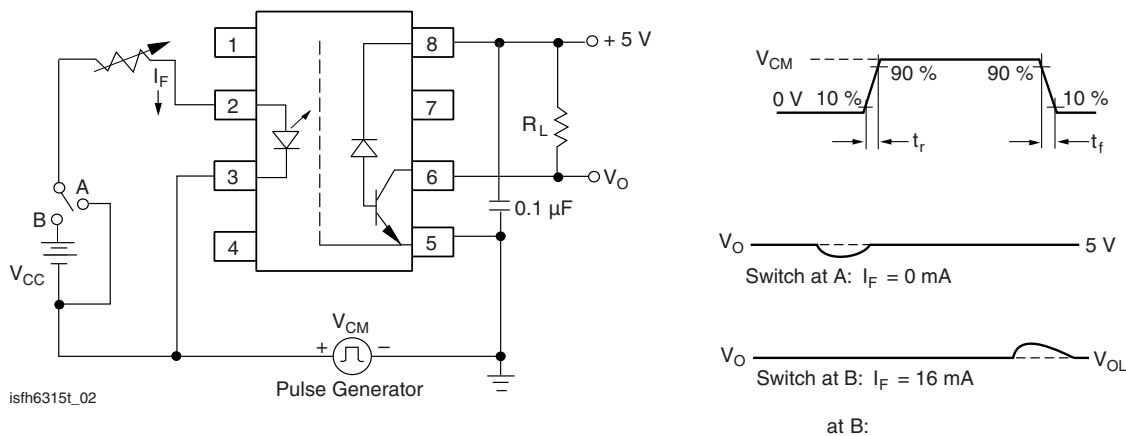 1
2
3
4
8
7
6
5
I_F
A
B
V_CC
+ 5 V
R_L
V_O
0.1 µF
V_CM
+
–
Pulse Generator
isfh6315t_02
V_CM
90 %
90 %
0 V
10 %
10 %
t_r
t_f
V_O
5 V
Switch at A: I_F = 0 mA
V_O
V_OL
Switch at B: I_F = 16 mA
at B: